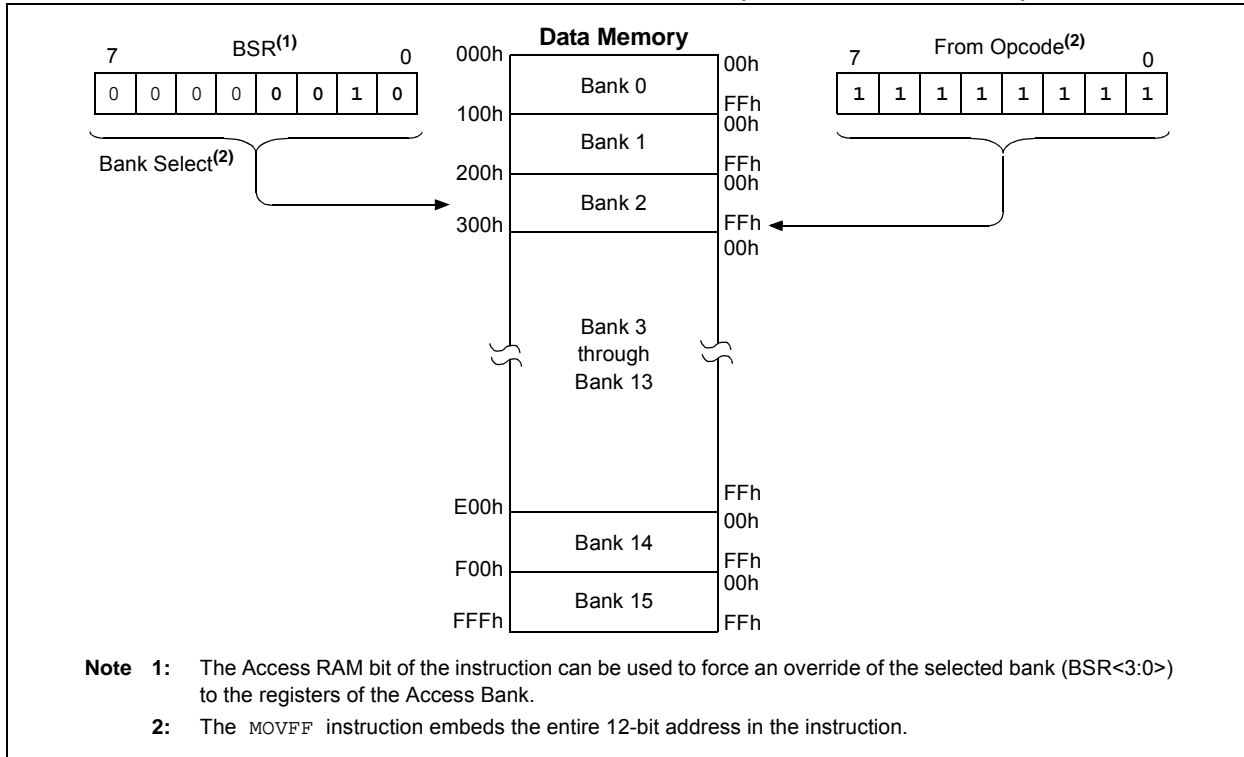 Data Memory
7 BSR(1) 0
0 0 0 0 0 0 1 0
Bank Select(2)
000h
100h
200h
300h
E00h
F00h
FFFh
Bank 0
Bank 1
Bank 2
Bank 3
through
Bank 13
Bank 14
Bank 15
00h
FFh
00h
FFh
00h
FFh
00h
FFh
00h
FFh
00h
FFh
7 From Opcode(2) 0
1 1 1 1 1 1 1 1
Note 1: The Access RAM bit of the instruction can be used to force an override of the selected bank (BSR<3:0>)
to the registers of the Access Bank.
2: The MOVFF instruction embeds the entire 12-bit address in the instruction.